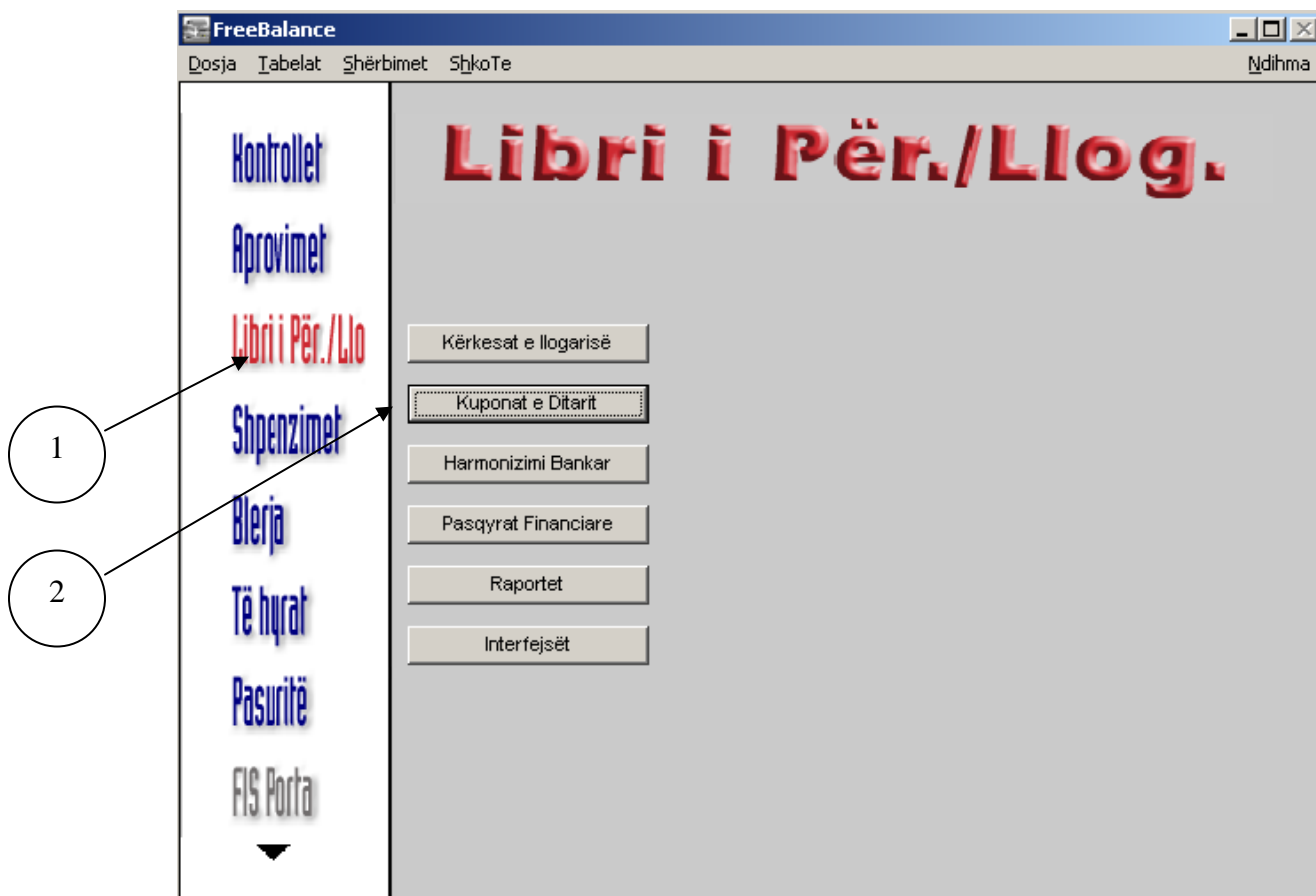 FreeBalance
Dosja Tabelat Shërbimet ShkoTe Ndihma
Libri i Për./Llog.
Kontrollet
Aprovimet
Libri i Për./Llo
Shpenzimet
Blerja
Të hyrat
Pasuritë
FIS Porta
Kërkesat e llogarisë
Kuponat e Ditarit
Harmonizimi Bankar
Pasqyrat Financiare
Raportet
Interfejsët
1
2